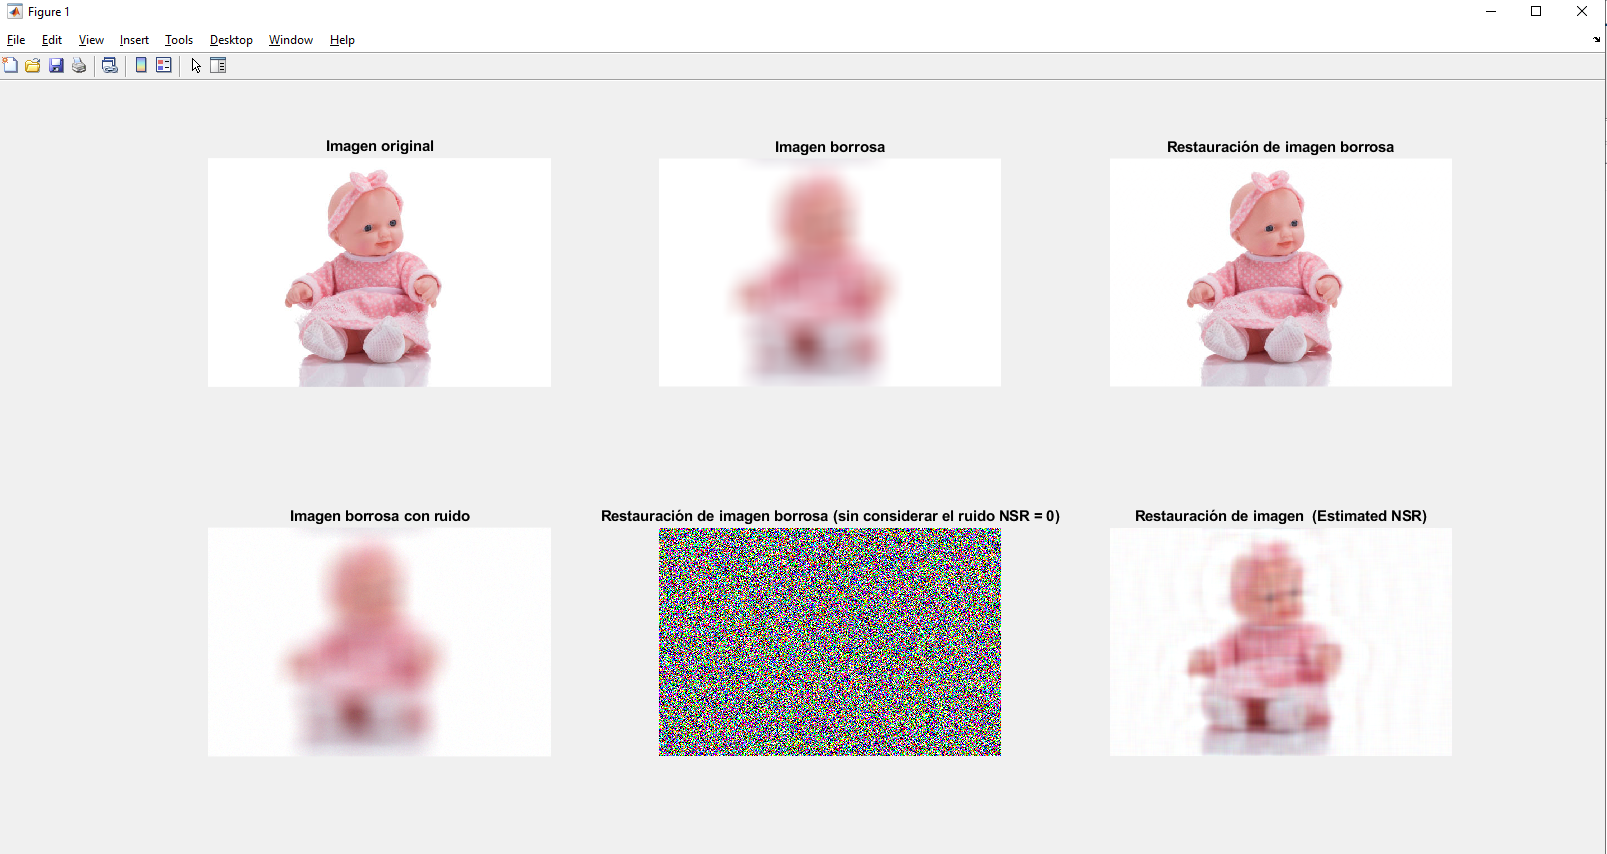 Figure 1
File Edit View Insert Tools Desktop Window Help
Imagen original
Imagen borrosa
Restauración de imagen borrosa
Imagen borrosa con ruido
Restauración de imagen borrosa (sin considerar el ruido NSR = 0)
Restauración de imagen (Estimated NSR)